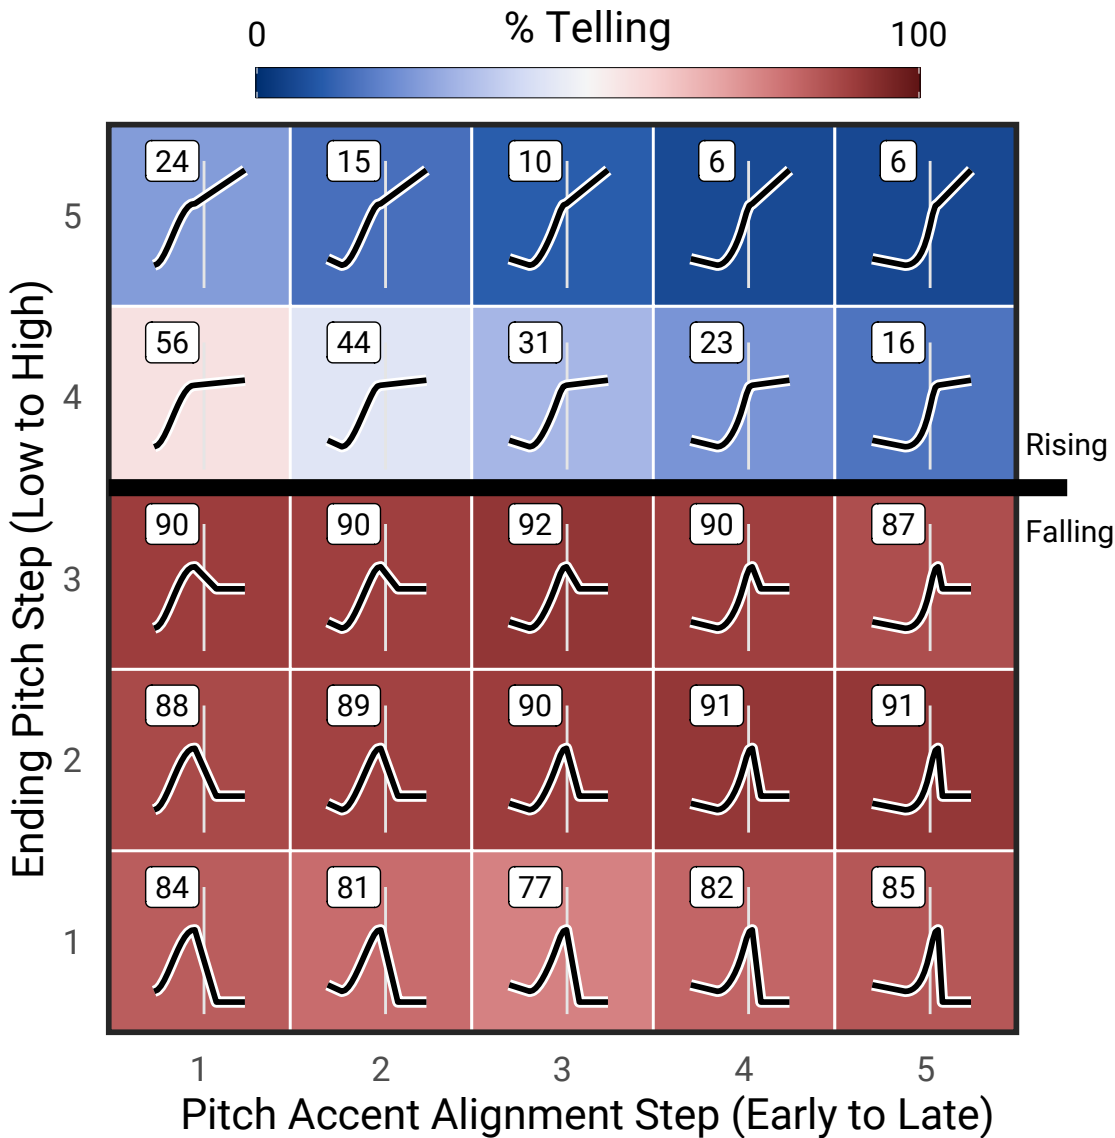 % Telling
0 100
Ending Pitch Step (Low to High)
5 24 15 10 6 6
4 56 44 31 23 16
Rising
Falling
3 90 90 92 90 87
2 88 89 90 91 91
1 84 81 77 82 85
1 2 3 4 5
Pitch Accent Alignment Step (Early to Late)